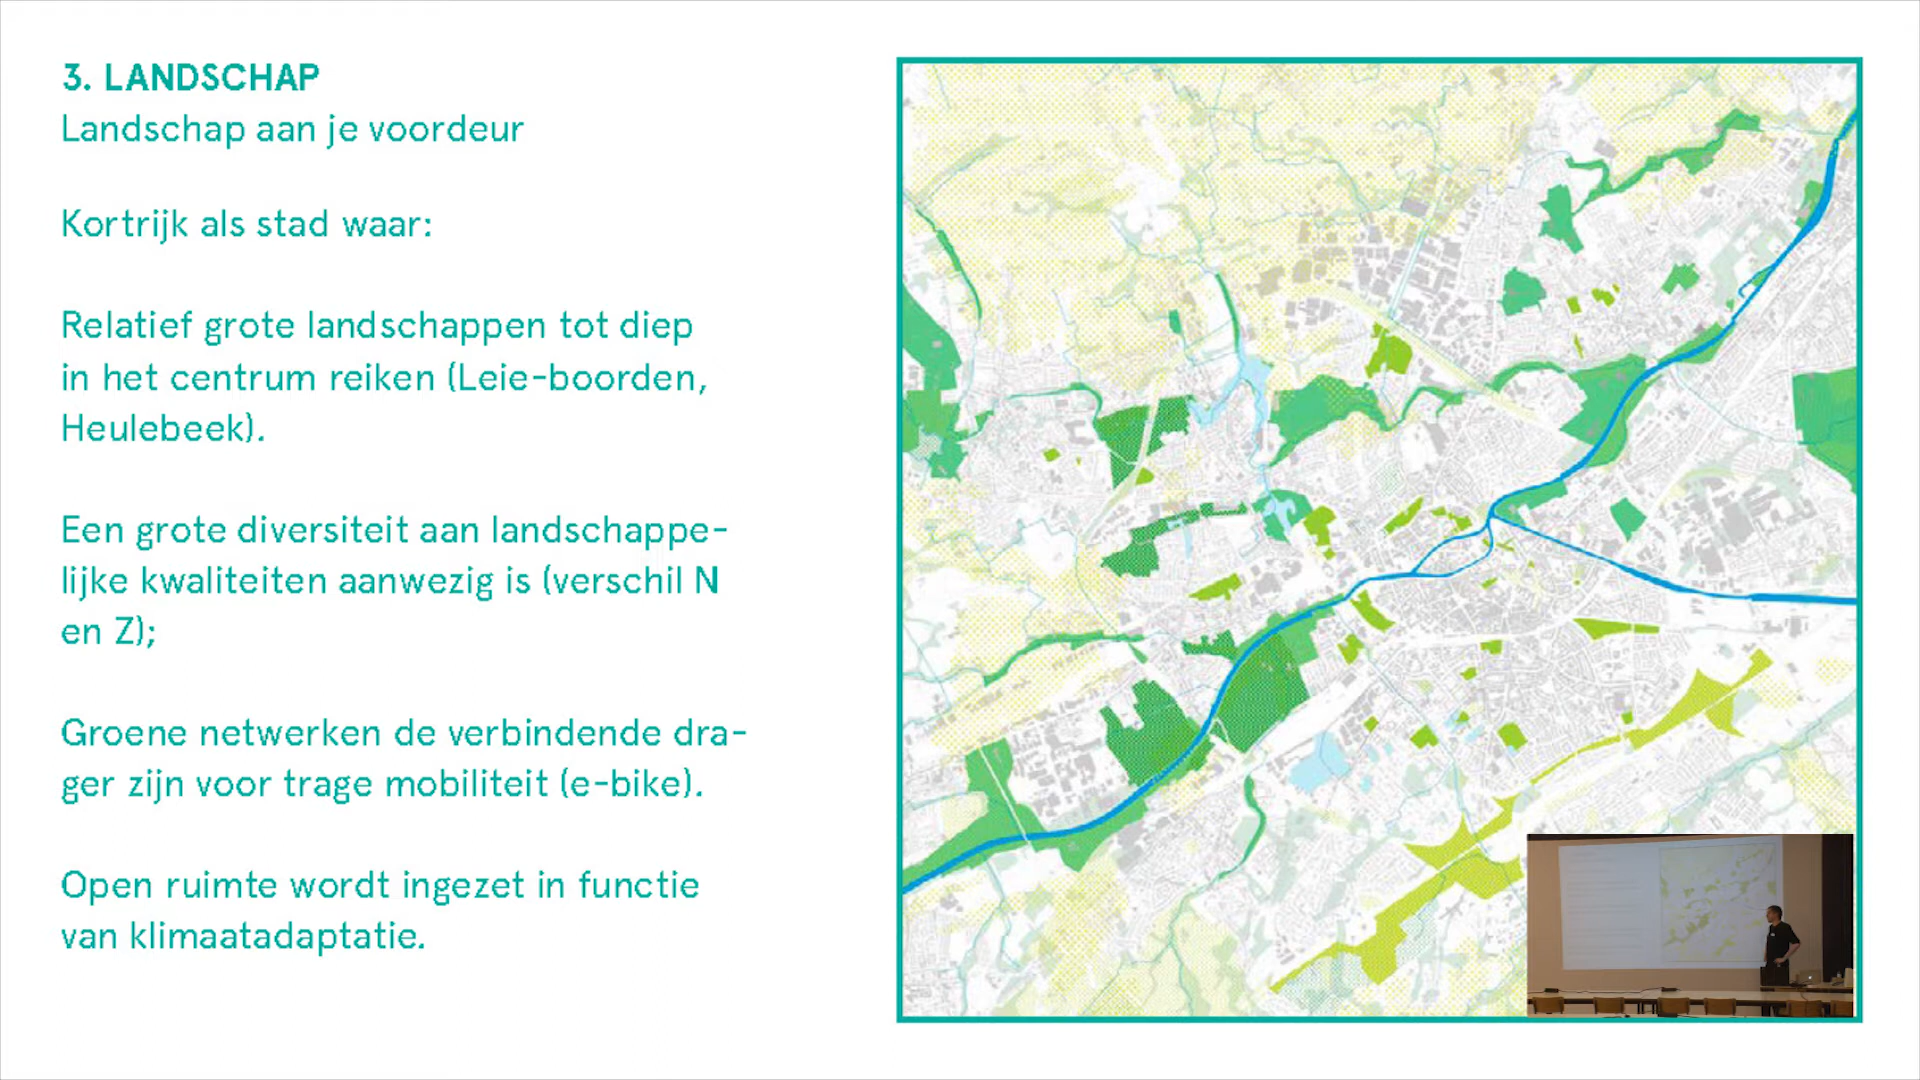 3. LANDSCHAP
Landschap aan je voordeur
Kortrijk als stad waar:
Relatief grote landschappen tot diep
in het centrum reiken (Leie-boorden,
Heulebeek).
Een grote diversiteit aan landschappe-
lijke kwaliteiten aanwezig is (verschil N
en Z);
Groene netwerken de verbindende dra-
ger zijn voor trage mobiliteit (e-bike).
Open ruimte wordt ingezet in functie
van klimaatadaptatie.